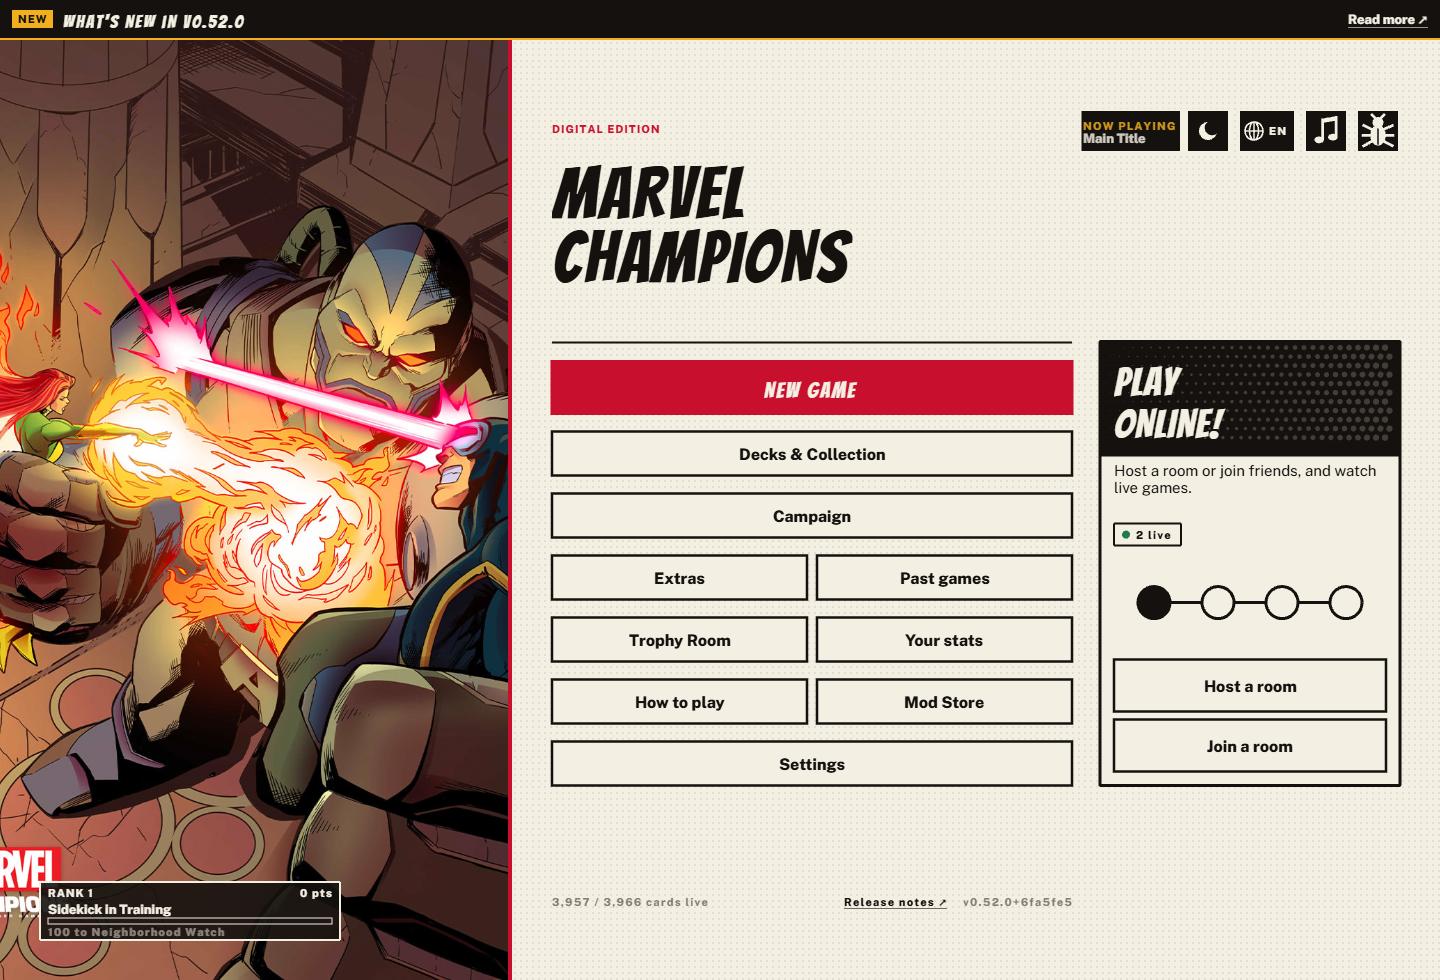 NEW WHAT'S NEW IN V0.52.0
Read more ↗
DIGITAL EDITION
NOW PLAYING
Main Title
EN
MARVEL
CHAMPIONS
NEW GAME
Decks & Collection
Campaign
Extras
Past games
Trophy Room
Your stats
How to play
Mod Store
Settings
PLAY
ONLINE!
Host a room or join friends, and watch
live games.
2 live
Host a room
Join a room
RVEL
MPIO
RANK 1
0 pts
Sidekick in Training
100 to Neighborhood Watch
3,957 / 3,966 cards live
Release notes ↗
v0.52.0+6fa5fe5